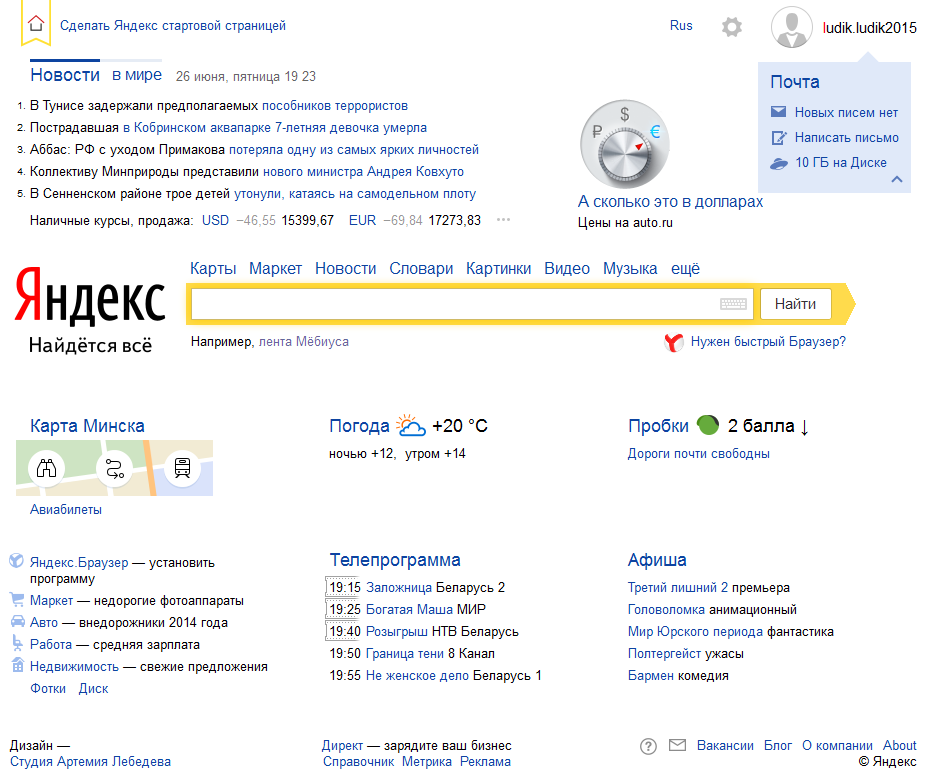 Сделать Яндекс стартовой страницей
Rus
ludik.ludik2015
Новости в мире 26 июня, пятница 19 23
1. В Тунисе задержали предполагаемых пособников террористов
2. Пострадавшая в Кобринском аквапарке 7-летняя девочка умерла
3. Аббас: РФ с уходом Примакова потеряла одну из самых ярких личностей
4. Коллективу Минприроды представили нового министра Андрея Ковхуто
5. В Сенненском районе трое детей утонули, катаясь на самодельном плоту
Наличные курсы, продажа: USD −46,55 15399,67 EUR −69,84 17273,83 ···
₽ $ €
А сколько это в долларах
Цены на auto.ru
Почта
Новых писем нет
Написать письмо
10 ГБ на Диске
Карты Маркет Новости Словари Картинки Видео Музыка ещё
Яндекс
Найдётся всё
Найти
Например, лента Мёбиуса
Нужен быстрый Браузер?
Карта Минска
Авиабилеты
Погода +20 °C
ночью +12, утром +14
Пробки 2 балла ↓
Дороги почти свободны
Яндекс.Браузер — установить
программу
Маркет — недорогие фотоаппараты
Авто — внедорожники 2014 года
Работа — средняя зарплата
Недвижимость — свежие предложения
Фотки Диск
Телепрограмма
19:15 Заложница Беларусь 2
19:25 Богатая Маша МИР
19:40 Розыгрыш НТВ Беларусь
19:50 Граница тени 8 Канал
19:55 Не женское дело Беларусь 1
Афиша
Третий лишний 2 премьера
Головоломка анимационный
Мир Юрского периода фантастика
Полтергейст ужасы
Бармен комедия
Дизайн —
Студия Артемия Лебедева
Директ — зарядите ваш бизнес
Справочник Метрика Реклама
? Вакансии Блог О компании About
© Яндекс